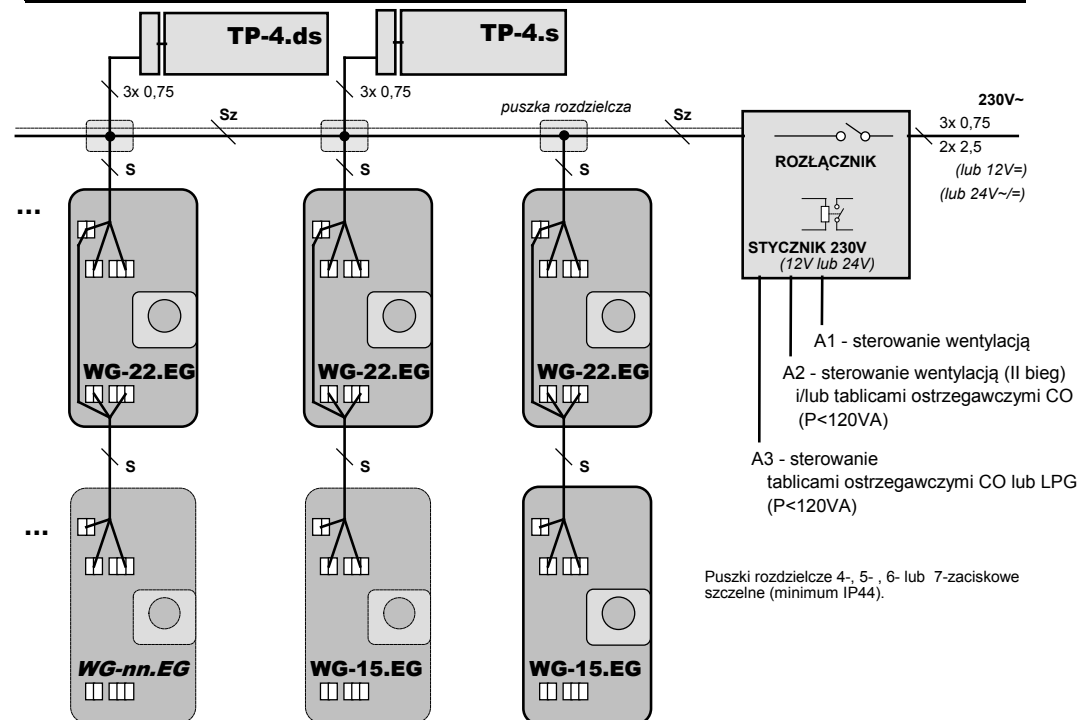 TP-4.ds
TP-4.s
3x 0,75
3x 0,75
puszka rozdzielcza
Sz
Sz
230V~
3x 0,75
2x 2,5
(lub 12V=)
(lub 24V~/=)
ROZŁĄCZNIK
STYCZNIK 230V
(12V lub 24V)
S
S
S
...
WG-22.EG
WG-22.EG
WG-22.EG
A1 - sterowanie wentylacją
A2 - sterowanie wentylacją (II bieg)
i/lub tablicami ostrzegawczymi CO
(P<120VA)
A3 - sterowanie
tablicami ostrzegawczymi CO lub LPG
(P<120VA)
S
S
S
...
WG-nn.EG
WG-15.EG
WG-15.EG
Puszki rozdzielcze 4-, 5- , 6- lub 7-zaciskowe
szczelne (minimum IP44).